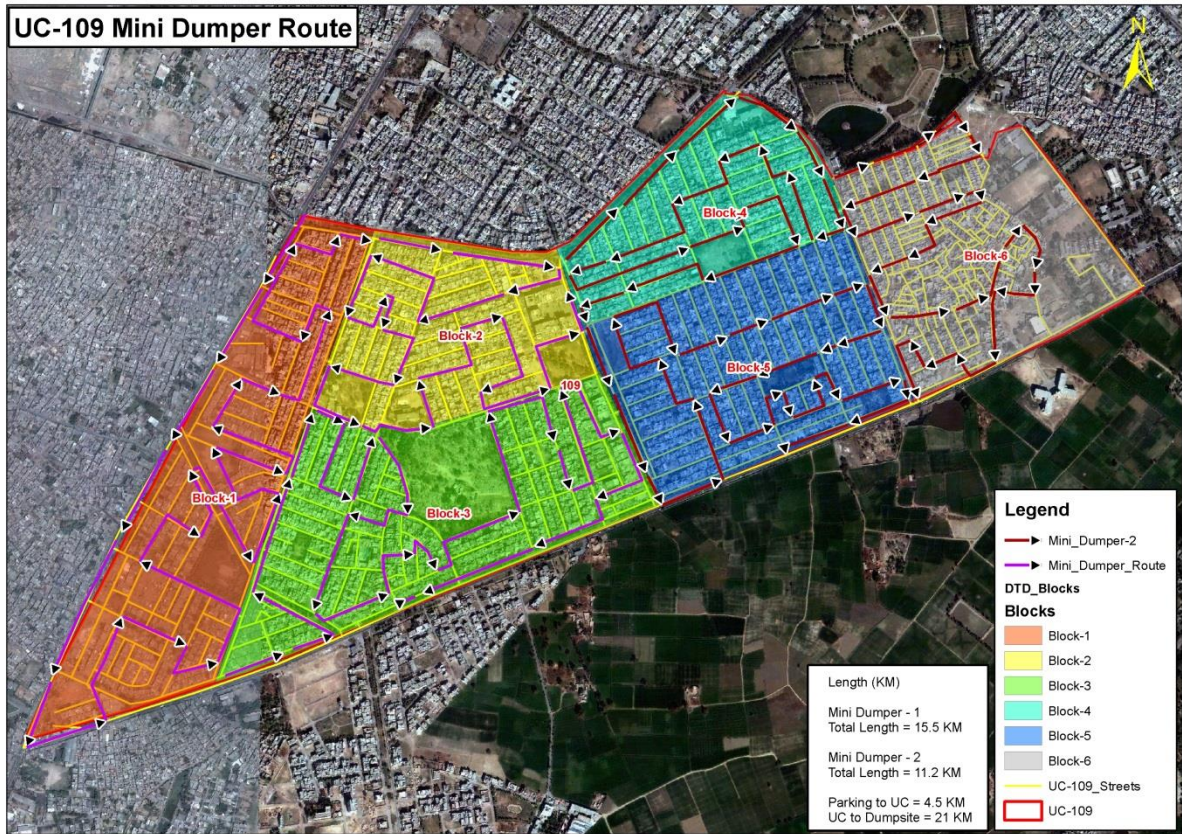 UC-109 Mini Dumper Route
N
Block-4
Block-6
Block-2
Block-5
109
Block-1
Block-3
Legend
Mini_Dumper-2
Mini_Dumper_Route
DTD_Blocks
Blocks
Block-1
Block-2
Block-3
Block-4
Block-5
Block-6
UC-109_Streets
UC-109
Length (KM)
Mini Dumper - 1
Total Length = 15.5 KM
Mini Dumper - 2
Total Length = 11.2 KM
Parking to UC = 4.5 KM
UC to Dumpsite = 21 KM